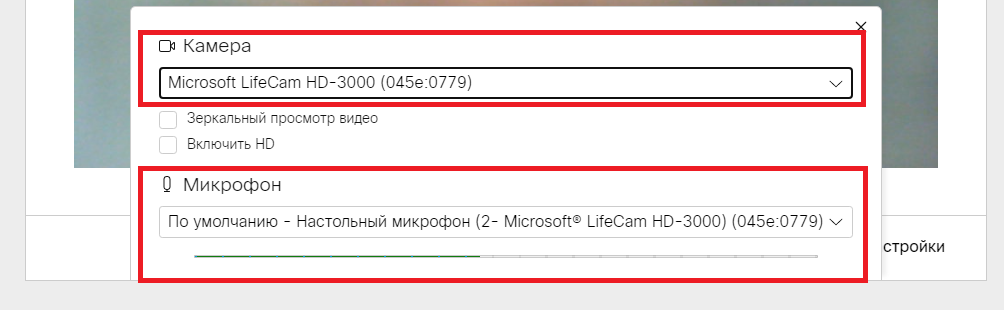 Камера
Microsoft LifeCam HD-3000 (045e:0779)
Зеркальный просмотр видео
Включить HD
Микрофон
По умолчанию - Настольный микрофон (2- Microsoft® LifeCam HD-3000) (045e:0779)
стройки